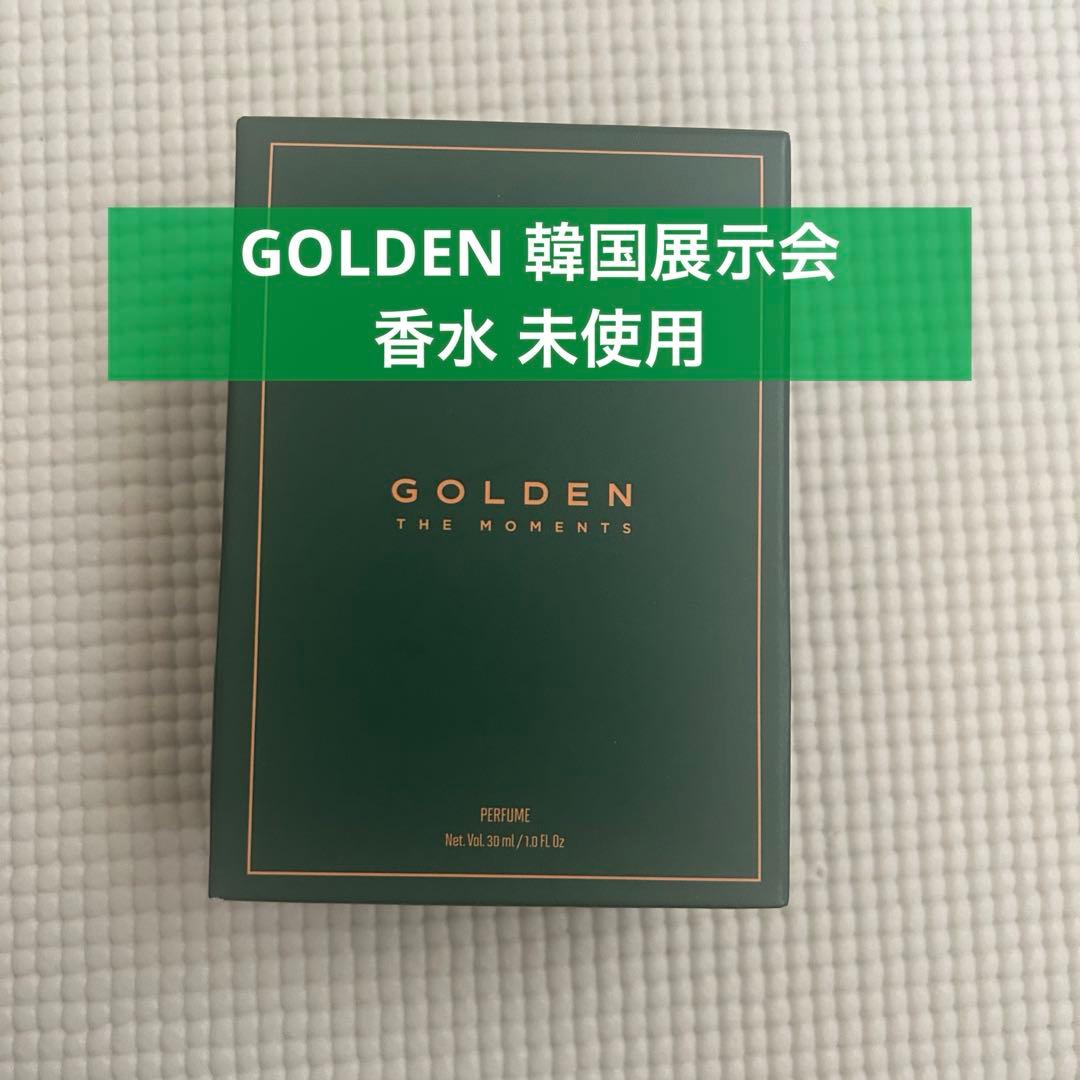 GOLDEN 韓国展示会
香水 未使用
GOLDEN
THE MOMENTS
PERFUME
Net. Vol. 30 ml / 1.0 FL Oz